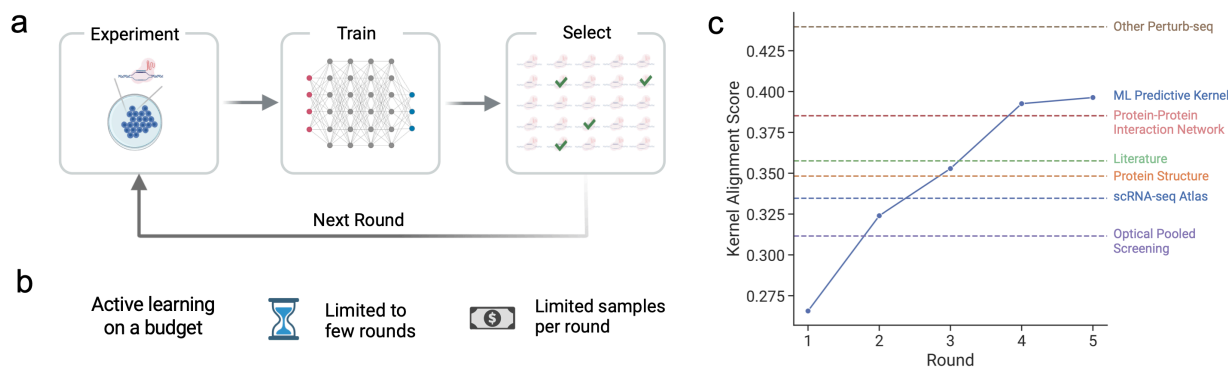 a
Experiment
Train
Select
Next Round
b
Active learning
on a budget
Limited to
few rounds
$
Limited samples
per round
c
Kernel Alignment Score
0.425
0.400
0.375
0.350
0.325
0.300
0.275
1 2 3 4 5
Round
Other Perturb-seq
ML Predictive Kernel
Protein-Protein
Interaction Network
Literature
Protein Structure
scRNA-seq Atlas
Optical Pooled
Screening